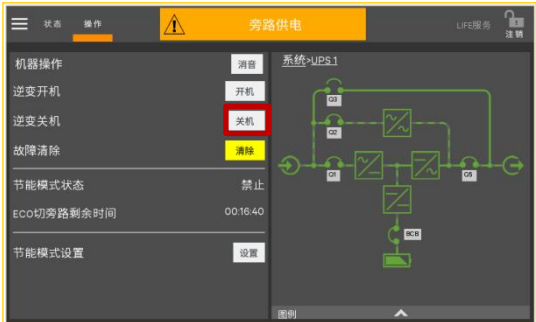 状态 操作 旁路供电 LIFE服务 注销
机器操作 消音
逆变开机 开机
逆变关机 关机
故障清除 清除
节能模式状态 禁止
ECO切旁路剩余时间 00:16:40
节能模式设置 设置
系统>UPS 1
Q3
Q2
Q1
Q5
BCB
图例